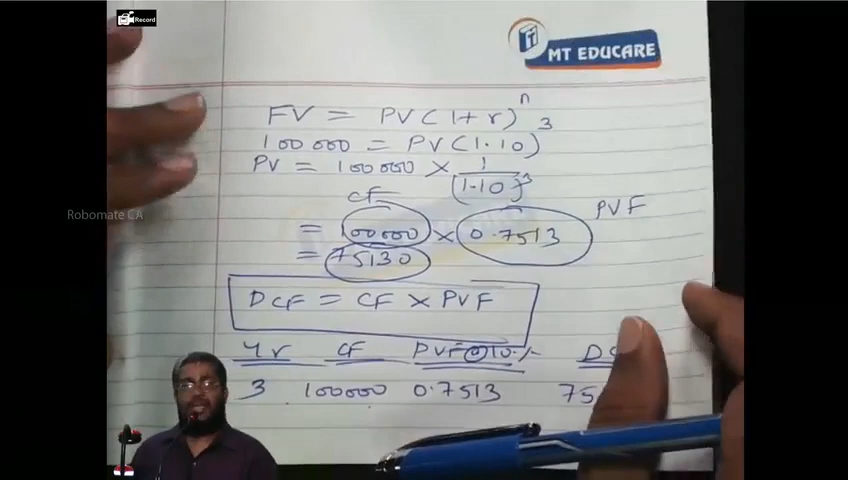 Record
MT EDUCARE
FV = PV(1+r)^n
100000 = PV(1.10)^3
PV = 100000 × 1/(1.10)^3
CF
= 100000 × 0.7513 PVF
= 75130
DCF = CF × PVF
Yr CF PVF@10.%
3 100000 0.7513
Robomate CA